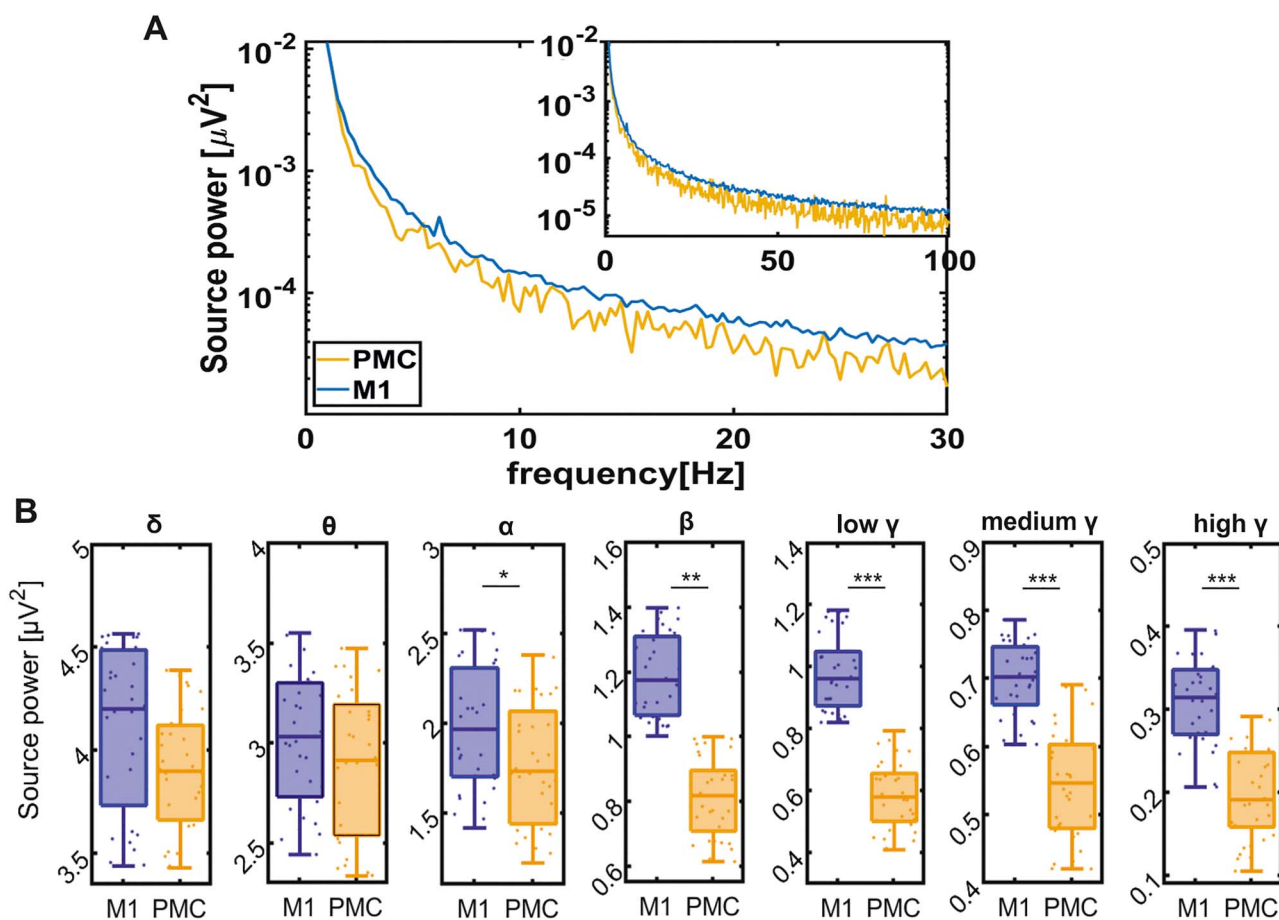 A
Source power [μV²]
10⁻²
10⁻³
10⁻⁴
PMC
M1
0 10 20 30
frequency[Hz]
10⁻²
10⁻³
10⁻⁴
10⁻⁵
0 50 100
B
δ θ α β low γ medium γ high γ
Source power [µV²]
5
4.5
4
3.5
M1 PMC
4
3.5
3
2.5
M1 PMC
3
2.5
2
1.5
*
M1 PMC
1.6
1.4
1.2
1
0.8
0.6
**
M1 PMC
1.4
1.2
1
0.8
0.6
0.4
***
M1 PMC
0.9
0.8
0.7
0.6
0.5
0.4
***
M1 PMC
0.5
0.4
0.3
0.2
0.1
***
M1 PMC